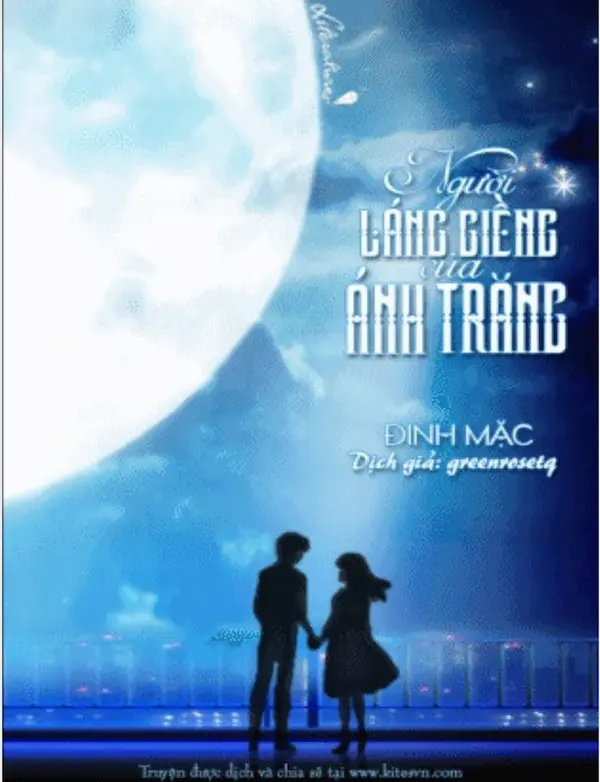 Literature
Người
LÁNG GIỀNG
của
ÁNH TRĂNG
ĐINH MẶC
Dịch giả: greenrosetq
Truyện được dịch và chia sẻ tại www.kitesvn.com